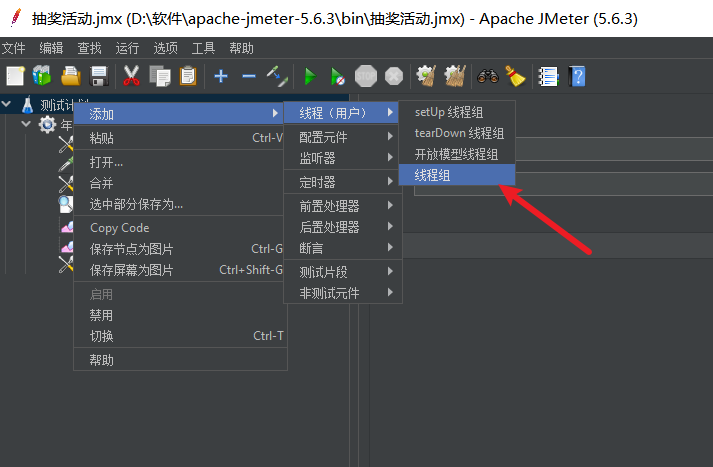 抽奖活动.jmx (D:\软件\apache-jmeter-5.6.3\bin\抽奖活动.jmx) - Apache JMeter (5.6.3)
文件 编辑 查找 运行 选项 工具 帮助
测试计划
年
添加
粘贴 Ctrl-V
打开...
合并
选中部分保存为...
Copy Code
保存节点为图片 Ctrl-G
保存屏幕为图片 Ctrl+Shift-G
启用
禁用
切换 Ctrl-T
帮助
线程（用户）
配置元件
监听器
定时器
前置处理器
后置处理器
断言
测试片段
非测试元件
setUp 线程组
tearDown 线程组
开放模型线程组
线程组
STOP